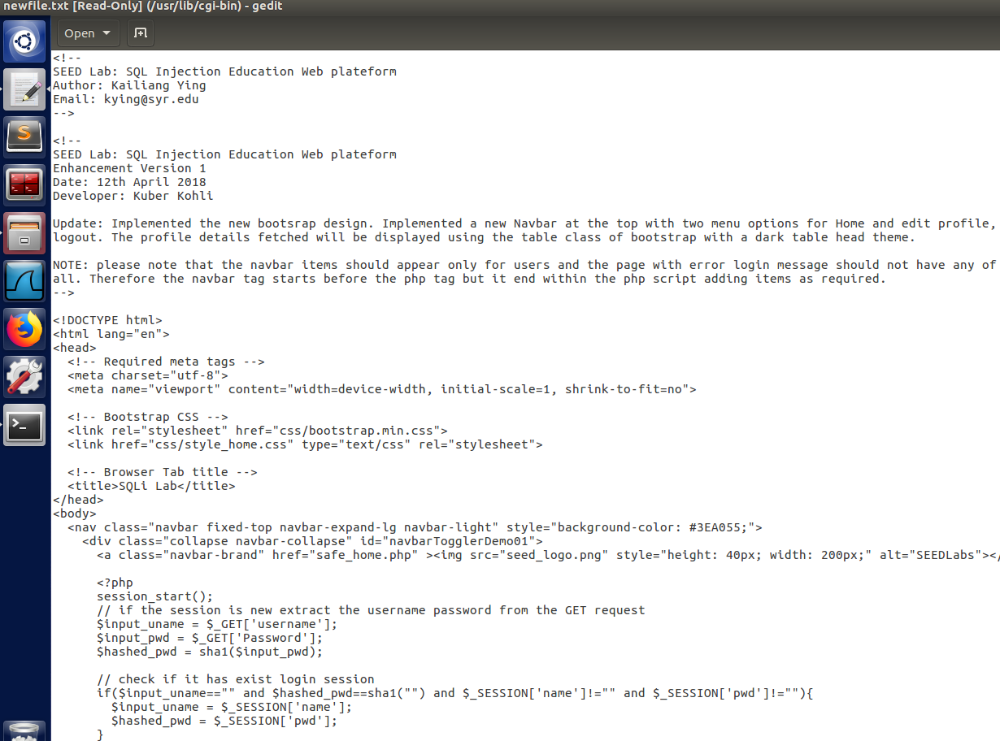 newfile.txt [Read-Only] (/usr/lib/cgi-bin) - gedit
Open
<!--
SEED Lab: SQL Injection Education Web plateform
Author: Kailiang Ying
Email: kying@syr.edu
-->
<!--
SEED Lab: SQL Injection Education Web plateform
Enhancement Version 1
Date: 12th April 2018
Developer: Kuber Kohli
Update: Implemented the new bootsrap design. Implemented a new Navbar at the top with two menu options for Home and edit profile,
logout. The profile details fetched will be displayed using the table class of bootstrap with a dark table head theme.
NOTE: please note that the navbar items should appear only for users and the page with error login message should not have any of
all. Therefore the navbar tag starts before the php tag but it end within the php script adding items as required.
-->
<!DOCTYPE html>
<html lang="en">
<head>
  <!-- Required meta tags -->
  <meta charset="utf-8">
  <meta name="viewport" content="width=device-width, initial-scale=1, shrink-to-fit=no">
  <!-- Bootstrap CSS -->
  <link rel="stylesheet" href="css/bootstrap.min.css">
  <link href="css/style_home.css" type="text/css" rel="stylesheet">
  <!-- Browser Tab title -->
  <title>SQLi Lab</title>
</head>
<body>
  <nav class="navbar fixed-top navbar-expand-lg navbar-light" style="background-color: #3EA055;">
    <div class="collapse navbar-collapse" id="navbarTogglerDemo01">
      <a class="navbar-brand" href="safe_home.php" ><img src="seed_logo.png" style="height: 40px; width: 200px;" alt="SEEDLabs"></
      <?php
      session_start();
      // if the session is new extract the username password from the GET request
      $input_uname = $_GET['username'];
      $input_pwd = $_GET['Password'];
      $hashed_pwd = sha1($input_pwd);
      // check if it has exist login session
      if($input_uname=="" and $hashed_pwd==sha1("") and $_SESSION['name']!="" and $_SESSION['pwd']!=""){
        $input_uname = $_SESSION['name'];
        $hashed_pwd = $_SESSION['pwd'];
      }